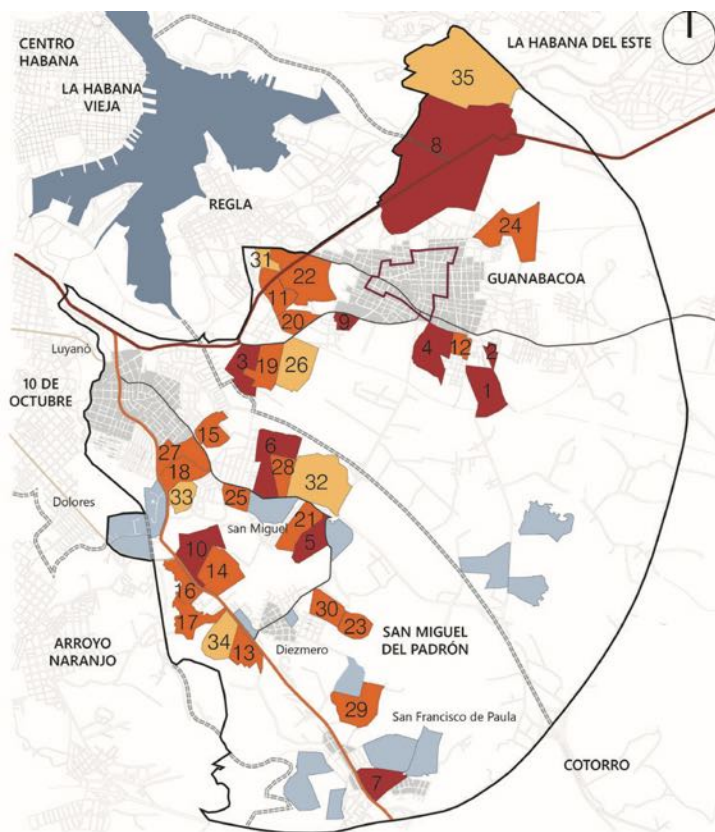 CENTRO
HABANA
LA HABANA
VIEJA
LA HABANA DEL ESTE
35
8
REGLA
24
31
22
GUANABACOA
11
20
9
4
12
2
Luyanò
3
19
26
1
10 DE
OCTUBRE
15
6
27
18
28
32
33
25
Dolores
San Miguel
21
5
10
14
16
30
17
23
SAN MIGUEL
DEL PADRÓN
ARROYO
NARANJO
34
13
Diezmero
29
San Francisco de Paula
COTORRO
7